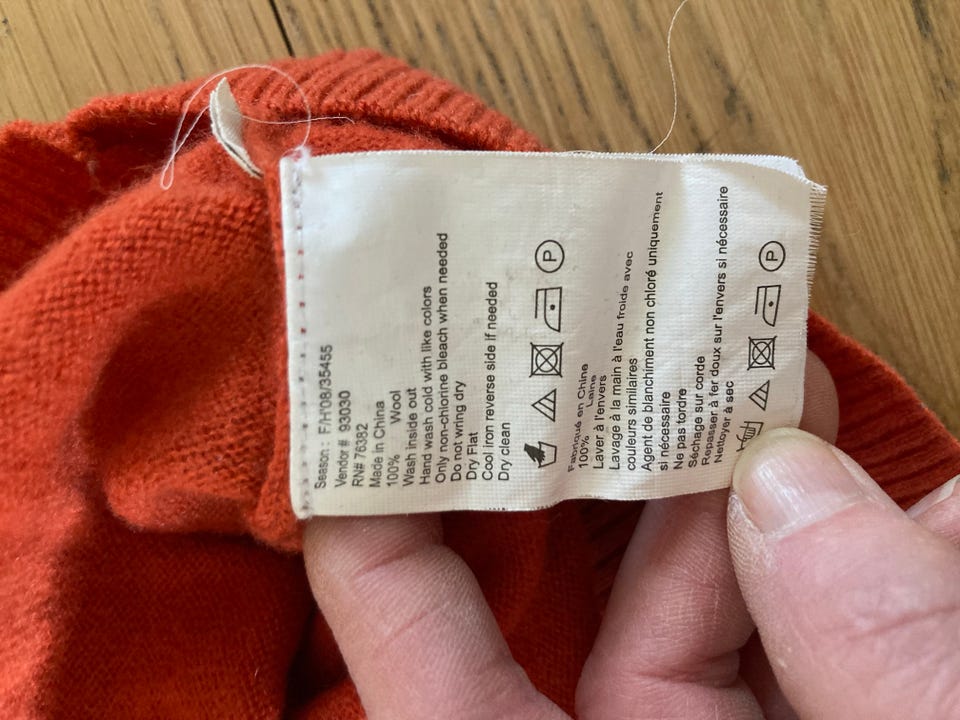 Season : F/H'08/35455
Vendor # 93030
RN# 76382
Made in China
100% Wool
Wash inside out
Hand wash cold with like colors
Only non-chlorine bleach when needed
Do not wring dry
Dry Flat
Cool iron reverse side if needed
Dry clean
P
Fabriqué en Chine
100% Laine
Laver à l'envers
Lavage à la main à l'eau froide avec
couleurs similaires
Agent de blanchiment non chloré uniquement
si nécessaire
Ne pas tordre
Séchage sur corde
Repasser à fer doux sur l'envers si nécessaire
Nettoyer à sec
P